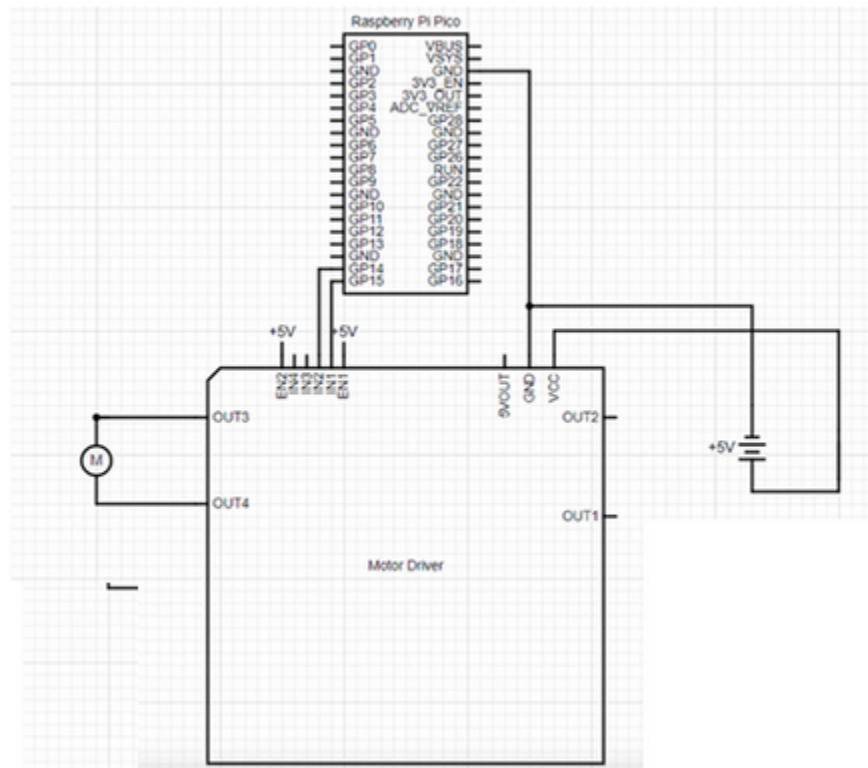 Raspberry Pi Pico
GP0 VBUS
GP1 VSYS
GND GND
GP2 3V3_EN
GP3 3V3_OUT
GP4 ADC_VREF
GP5 GP28
GND GND
GP6 GP27
GP7 GP26
GP8 RUN
GP9 GP22
GND GND
GP10 GP21
GP11 GP20
GP12 GP19
GP13 GP18
GND GND
GP14 GP17
GP15 GP16
+5V +5V
EN2 IN4 IN3 IN2 IN1 EN1 5VOUT GND VCC
OUT3 OUT2
+5V
M
OUT4 OUT1
Motor Driver